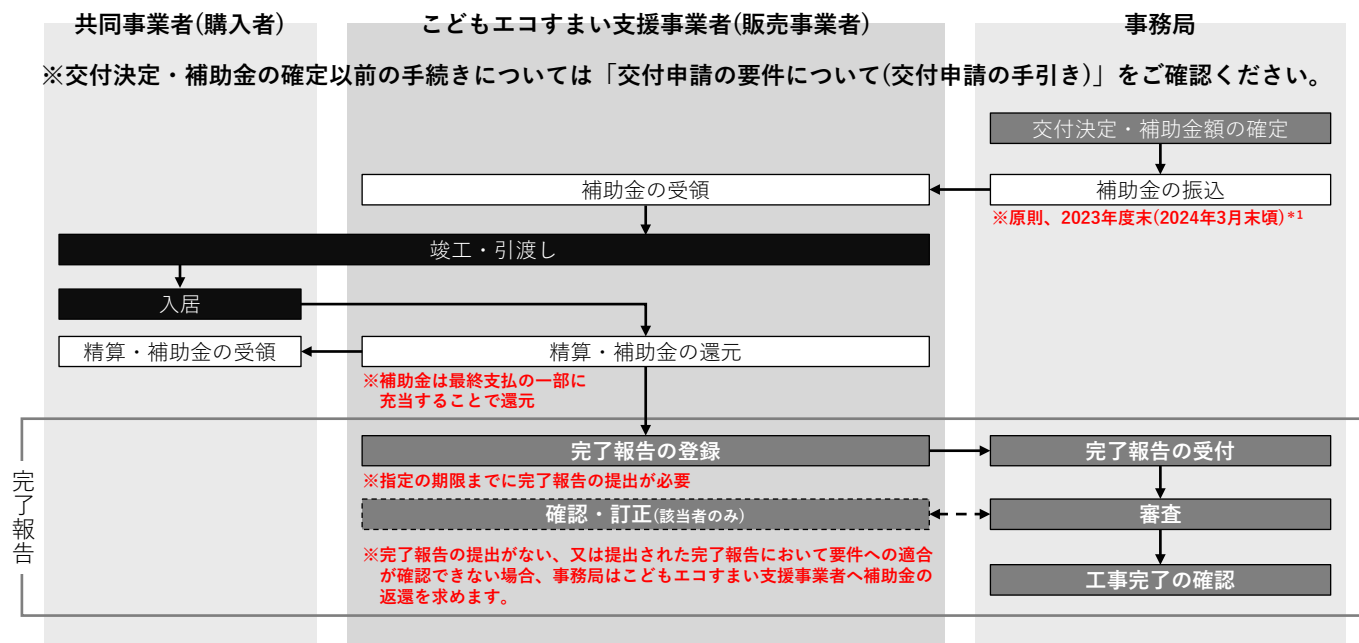 共同事業者(購入者)
こどもエコすまい支援事業者(販売事業者)
事務局
※交付決定・補助金の確定以前の手続きについては「交付申請の要件について(交付申請の手引き)」をご確認ください。
交付決定・補助金額の確定
補助金の受領
補助金の振込
※原則、2023年度末(2024年3月末頃)*1
竣工・引渡し
入居
精算・補助金の受領
精算・補助金の還元
※補助金は最終支払の一部に
充当することで還元
完了報告
完了報告の登録
完了報告の受付
※指定の期限までに完了報告の提出が必要
確認・訂正(該当者のみ)
審査
※完了報告の提出がない、又は提出された完了報告において要件への適合
が確認できない場合、事務局はこどもエコすまい支援事業者へ補助金の
返還を求めます。
工事完了の確認